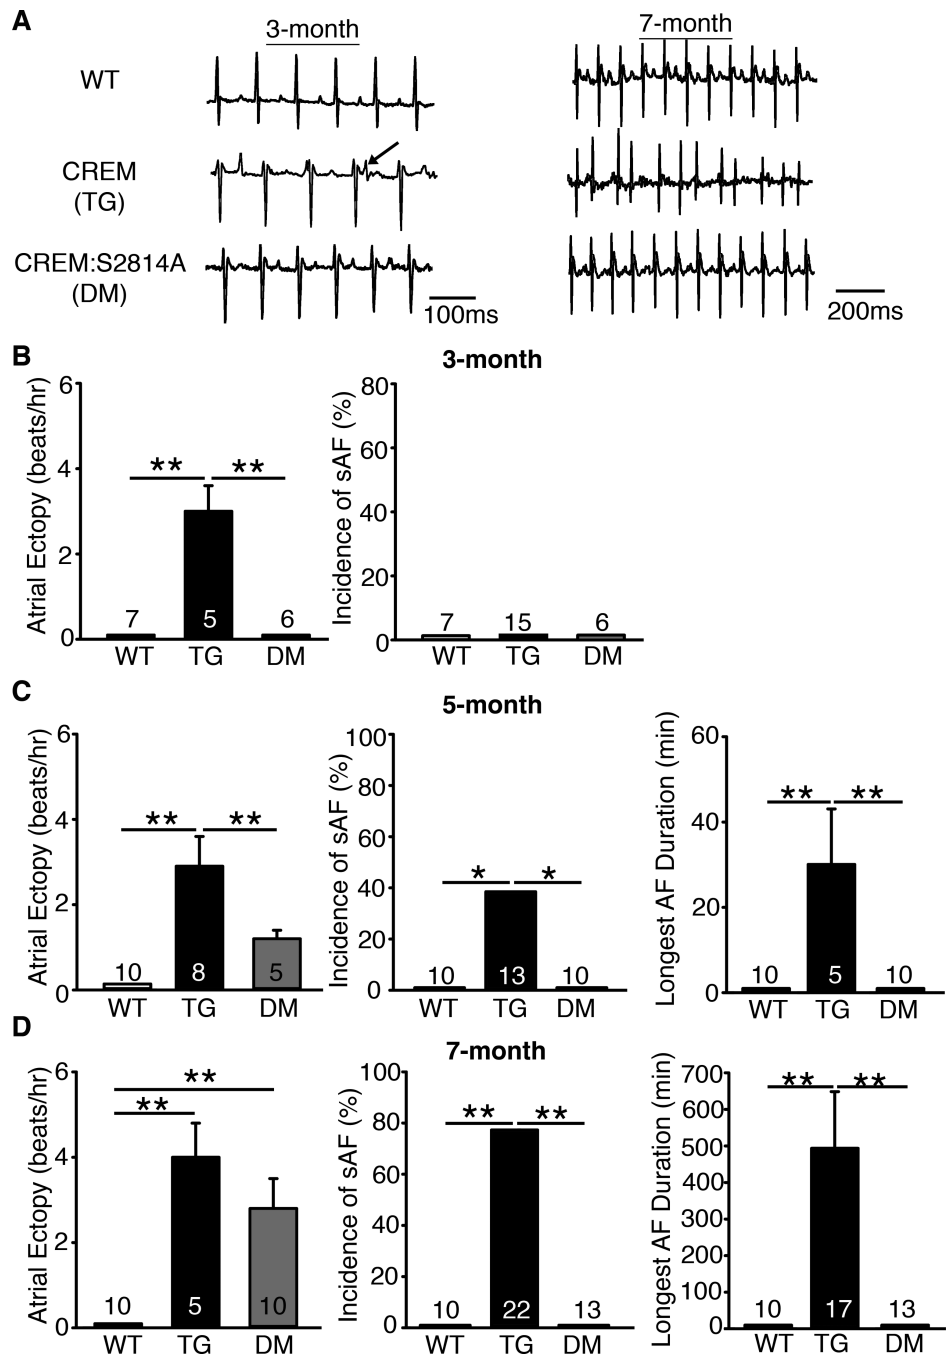 A
3-month
7-month
WT
CREM
(TG)
CREM:S2814A
(DM)
100ms
200ms
B
3-month
Atrial Ectopy (beats/hr)
6
4
2
0
**
**
7
5
6
WT
TG
DM
Incidence of sAF (%)
80
60
40
20
0
7
15
6
WT
TG
DM
C
5-month
Atrial Ectopy (beats/hr)
6
4
2
0
**
**
10
8
5
WT
TG
DM
Incidence of sAF (%)
100
80
60
40
20
0
*
*
10
13
10
WT
TG
DM
Longest AF Duration (min)
60
40
20
0
**
**
10
5
10
WT
TG
DM
D
7-month
Atrial Ectopy (beats/hr)
6
4
2
0
**
**
10
5
10
WT
TG
DM
Incidence of sAF (%)
100
80
60
40
20
0
**
**
10
22
13
WT
TG
DM
Longest AF Duration (min)
700
600
500
400
300
200
100
0
**
**
10
17
13
WT
TG
DM